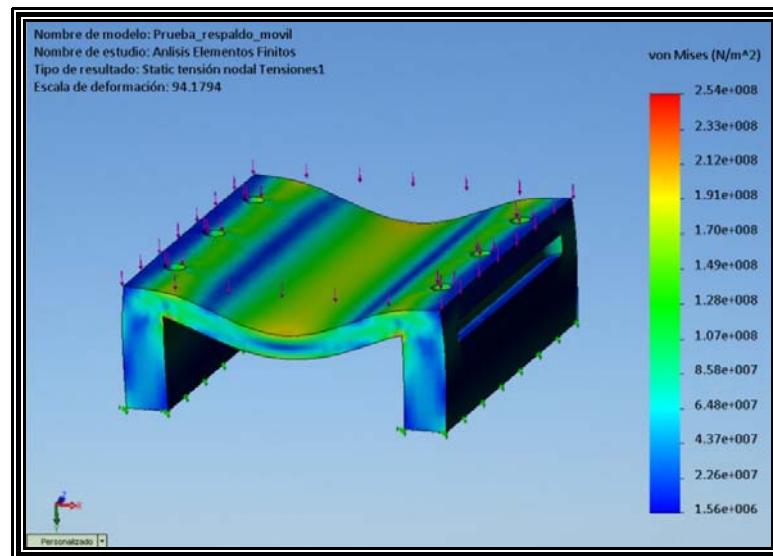 Nombre de modelo: Prueba_respaldo_movil
Nombre de estudio: Anlisis Elementos Finitos
Tipo de resultado: Static tensión nodal Tensiones1
Escala de deformación: 94.1794
von Mises (N/m^2)
2.54e+008
2.33e+008
2.12e+008
1.91e+008
1.70e+008
1.49e+008
1.28e+008
1.07e+008
8.58e+007
6.48e+007
4.37e+007
2.26e+007
1.56e+006
Personalizado